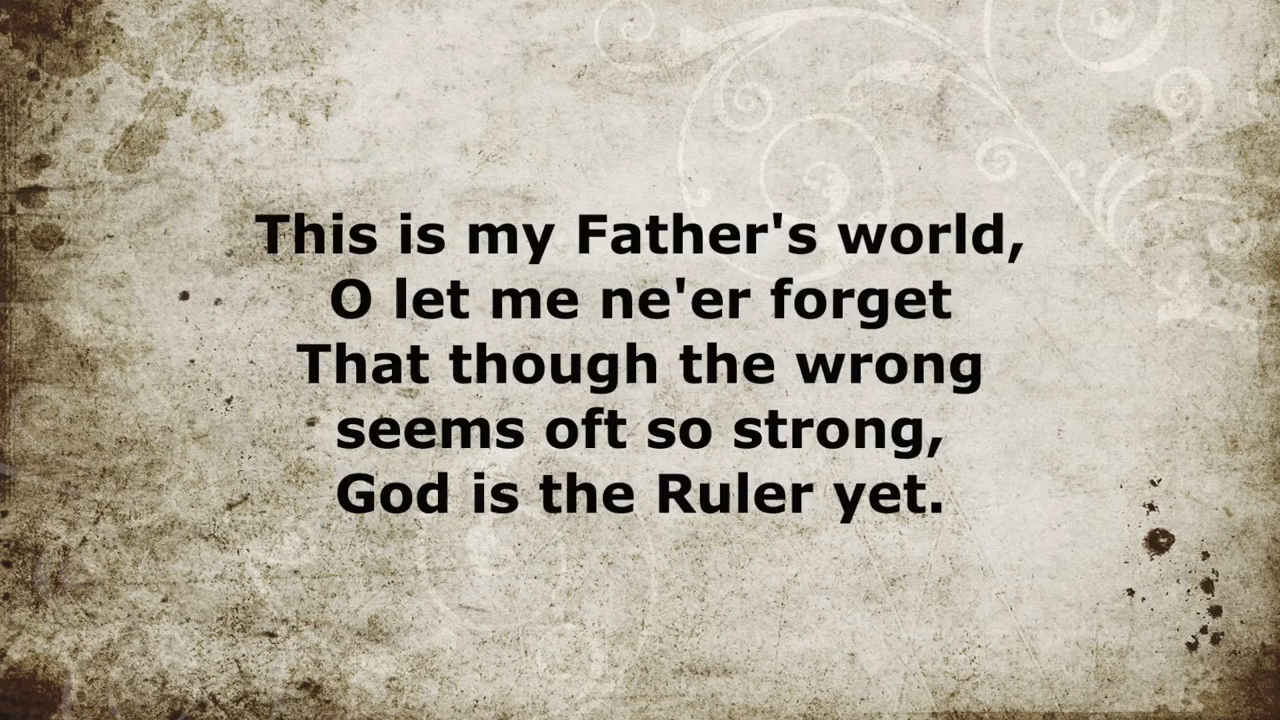 This is my Father's world,
O let me ne'er forget
That though the wrong
seems oft so strong,
God is the Ruler yet.